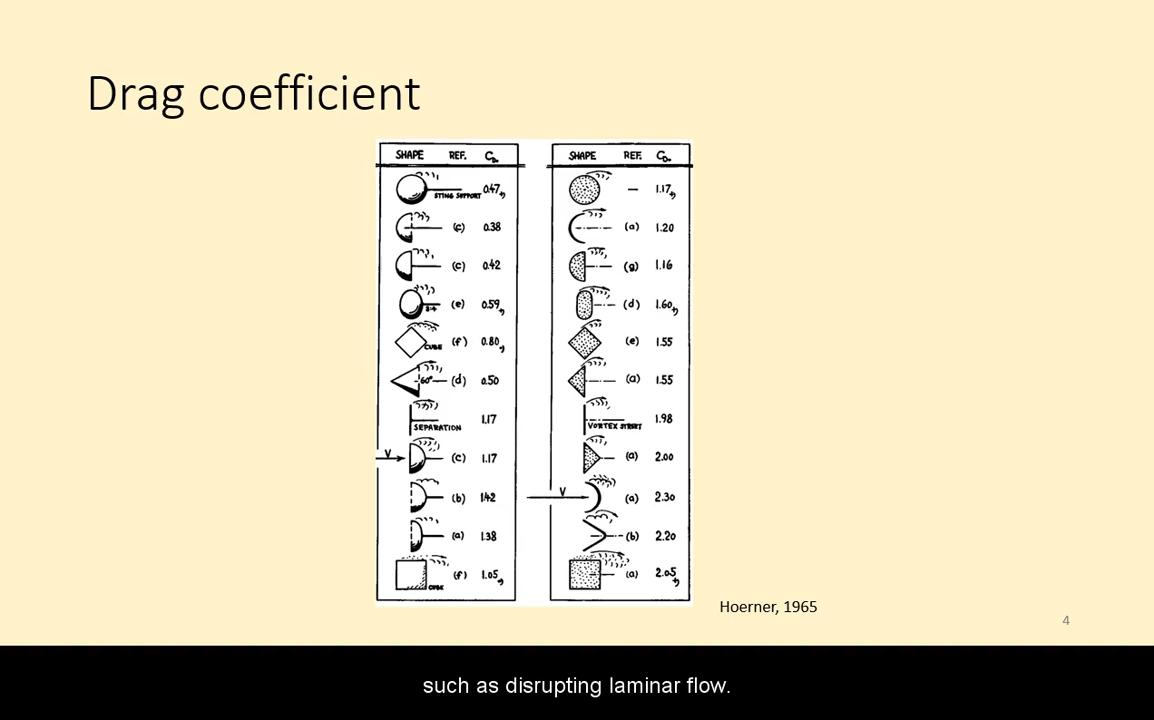 Drag coefficient
SHAPE REF. C_D.
STING SUPPORT 0.47
(c) 0.38
(c) 0.42
(e) 0.59
CUBE (f) 0.80
60° (d) 0.50
1.17
SEPARATION
V (c) 1.17
(b) 1.42
(a) 1.38
CUBE (f) 1.05
SHAPE REF. C_D.
— 1.17
(a) 1.20
(g) 1.16
(d) 1.60
(e) 1.55
(a) 1.55
1.98
VORTEX STREET
(a) 2.00
V (a) 2.30
(b) 2.20
(a) 2.05
Hoerner, 1965
4
such as disrupting laminar flow.